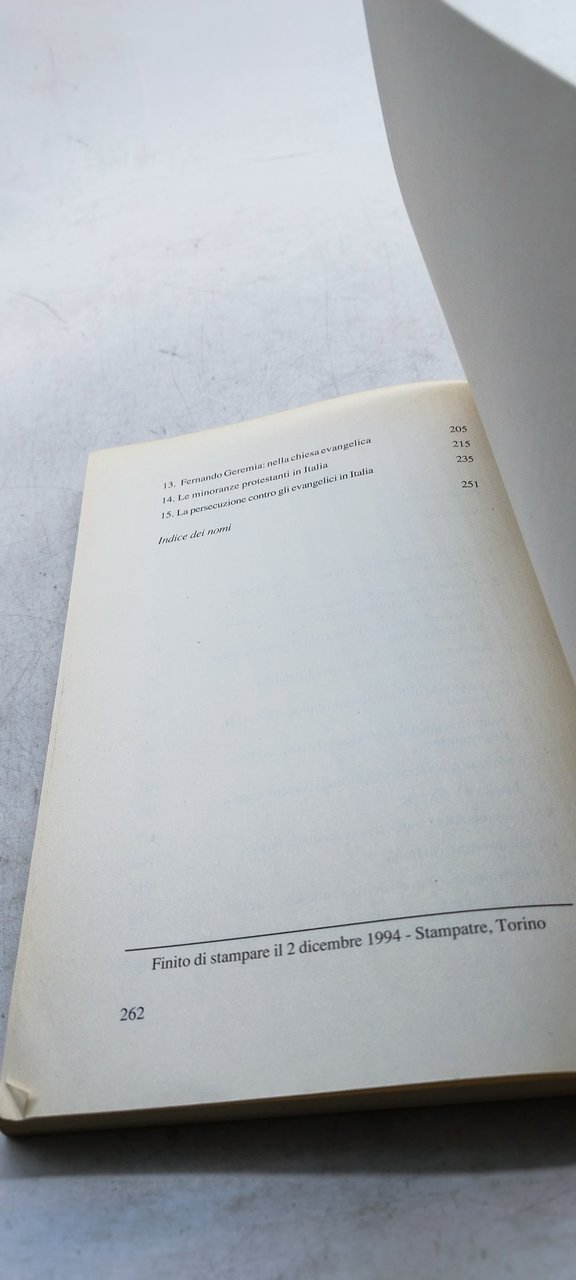 13. Fernando Geremia: nella chiesa evangelica 205
14. Le minoranze protestanti in Italia 215
15. La persecuzione contro gli evangelici in Italia 235
Indice dei nomi 251
Finito di stampare il 2 dicembre 1994 - Stampatre, Torino
262